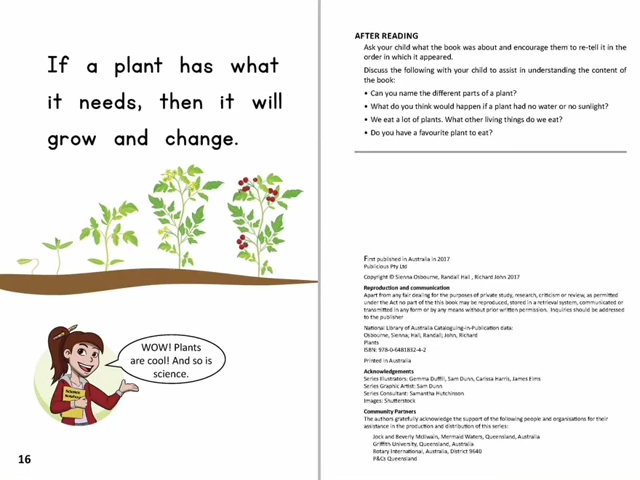 If a plant has what
it needs, then it will
grow and change.
WOW! Plants
are cool! And so is
science.
16
AFTER READING
Ask your child what the book was about and encourage them to re-tell it in the
order in which it appeared.
Discuss the following with your child to assist in understanding the content of
the book:
• Can you name the different parts of a plant?
• What do you think would happen if a plant had no water or no sunlight?
• We eat a lot of plants. What other living things do we eat?
• Do you have a favourite plant to eat?
First published in Australia in 2017
Publicious Pty Ltd
Copyright © Sienna Osbourne, Randall Hall , Richard John 2017
Reproduction and communication
Apart from any fair dealing for the purposes of private study, research, criticism or review, as permitted
under the Act no part of the this book may be reproduced, stored in a retrieval system, communicated or
transmitted in any form or by any means without prior written permission. Inquiries should be addressed
to the publisher
National Library of Australia Cataloguing-in-Publication data:
Osbourne, Sienna; Hall, Randal; John, Richard
Plants
ISBN: 978-0-6481832-4-2
Printed in Australia
Acknowledgements
Series Illustrators: Gemma Duffill, Sam Dunn, Carissa Harris, James Elms
Series Graphic Artist: Sam Dunn
Series Consultant: Samantha Hutchinson
Images: Shutterstock
Community Partners
The authors gratefully acknowledge the support of the following people and organisations for their
assistance in the production and distribution of this series:
Jock and Beverly McIlwain, Mermaid Waters, Queensland, Australia
Griffith University, Queensland, Australia
Rotary International, Australia, District 9640
P&Cs Queensland